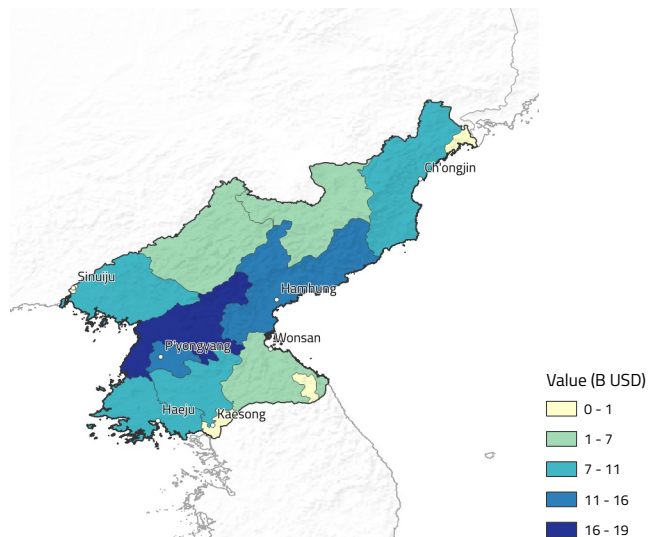 Ch'ongjin
Sinuiju
Hamhung
Wonsan
P'yongyang
Haeju
Kaesong
Value (B USD)
0 - 1
1 - 7
7 - 11
11 - 16
16 - 19